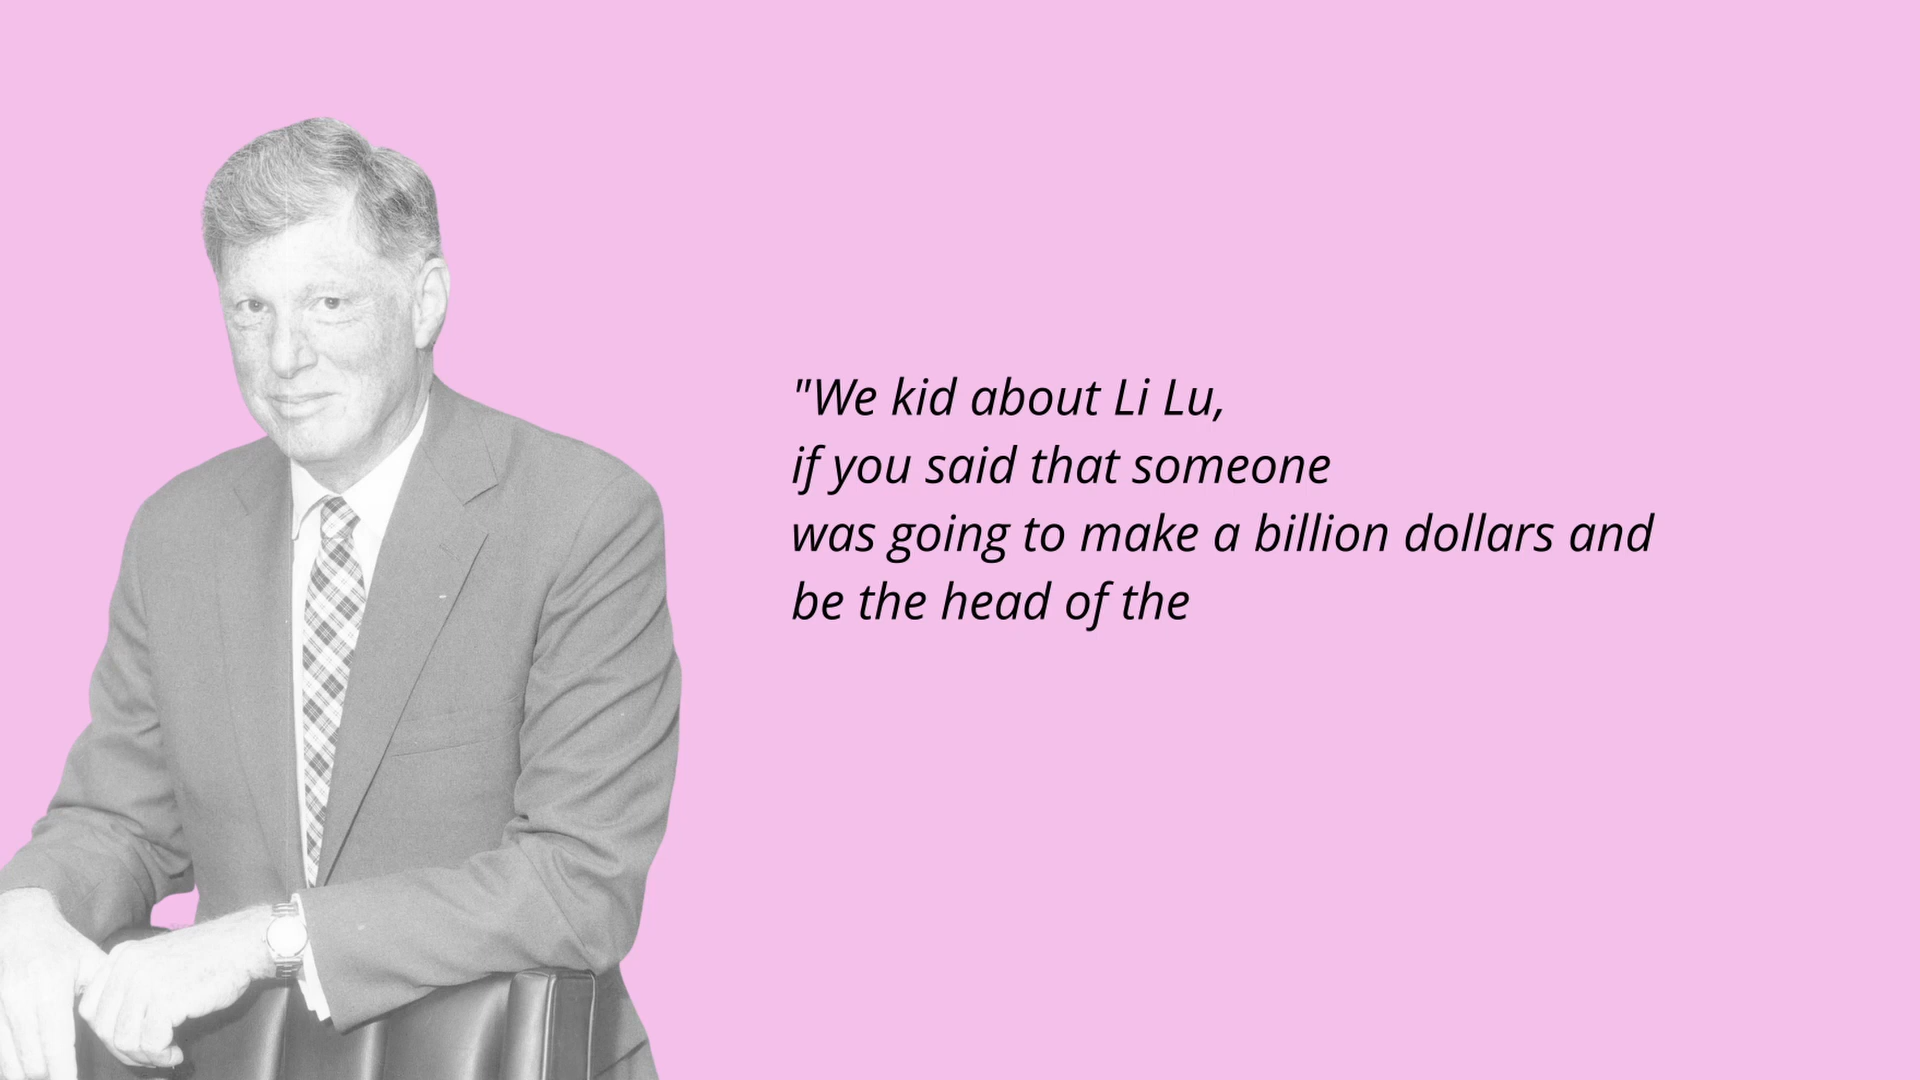 "We kid about Li Lu,
if you said that someone
was going to make a billion dollars and
be the head of the